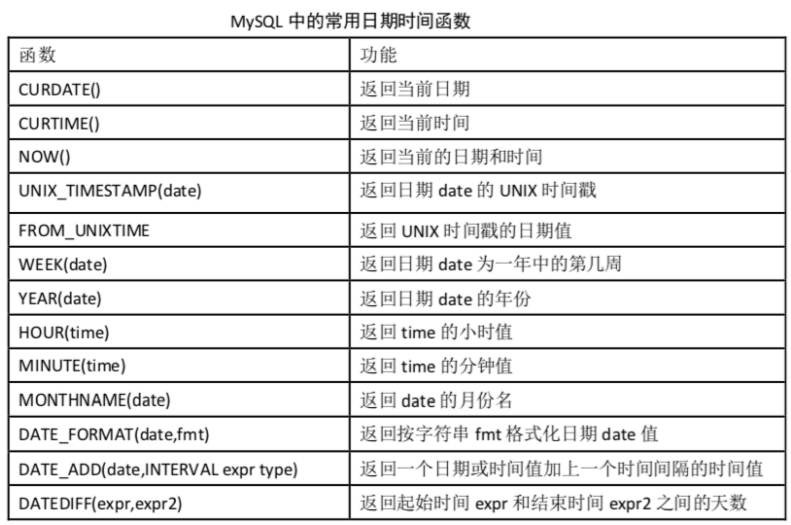 MySQL 中的常用日期时间函数
函数 功能
CURDATE() 返回当前日期
CURTIME() 返回当前时间
NOW() 返回当前的日期和时间
UNIX_TIMESTAMP(date) 返回日期 date 的 UNIX 时间戳
FROM_UNIXTIME 返回 UNIX 时间戳的日期值
WEEK(date) 返回日期 date 为一年中的第几周
YEAR(date) 返回日期 date 的年份
HOUR(time) 返回 time 的小时值
MINUTE(time) 返回 time 的分钟值
MONTHNAME(date) 返回 date 的月份名
DATE_FORMAT(date,fmt) 返回按字符串 fmt 格式化日期 date 值
DATE_ADD(date,INTERVAL expr type) 返回一个日期或时间值加上一个时间间隔的时间值
DATEDIFF(expr,expr2) 返回起始时间 expr 和结束时间 expr2 之间的天数